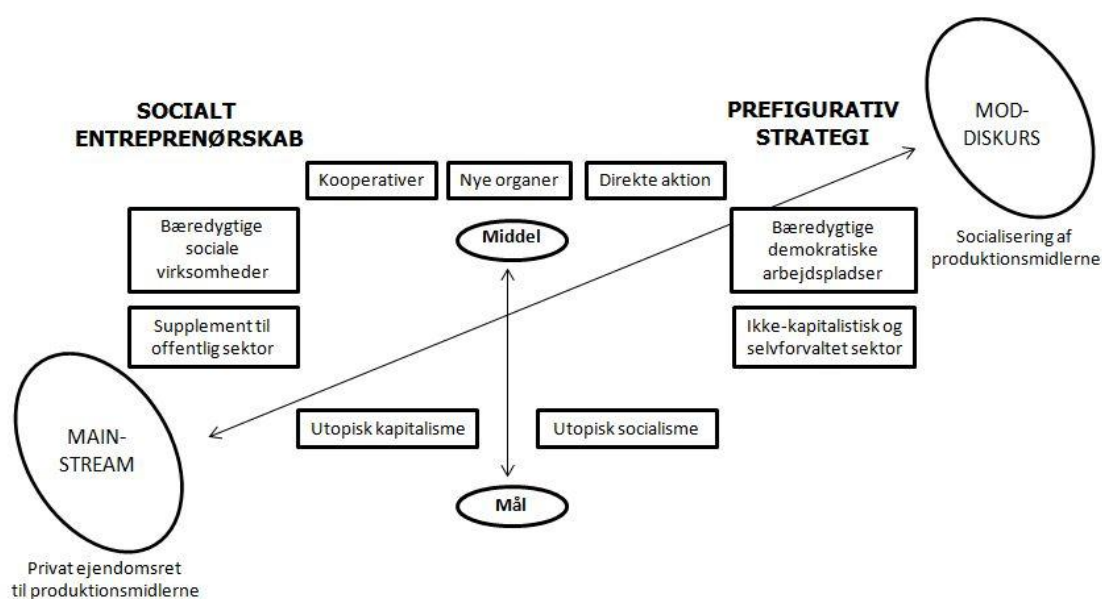 SOCIALT
ENTREPRENØRSKAB
PREFIGURATIV
STRATEGI
MOD-
DISKURS
Kooperativer
Nye organer
Direkte aktion
Bæredygtige
sociale
virksomheder
Middel
Bæredygtige
demokratiske
arbejdspladser
Socialisering af
produktionsmidlerne
Supplement til
offentlig sektor
Ikke-kapitalistisk og
selvforvaltet sektor
MAIN-
STREAM
Utopisk kapitalisme
Utopisk socialisme
Mål
Privat ejendomsret
til produktionsmidlerne